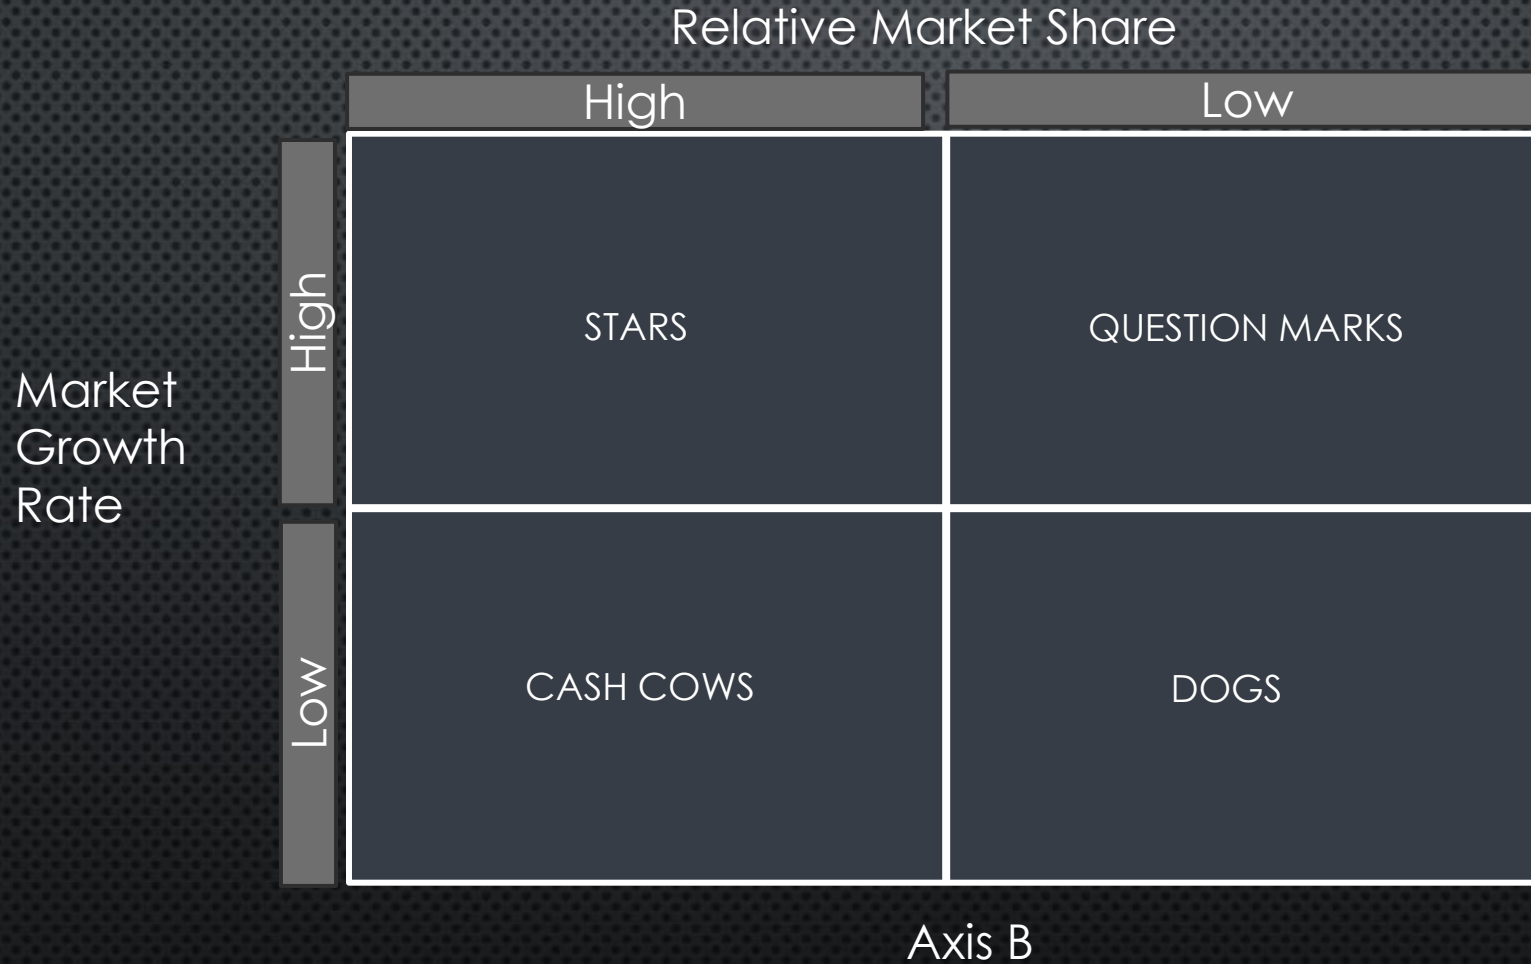 Relative Market Share
High
Low
High
STARS
QUESTION MARKS
Market
Growth
Rate
Low
CASH COWS
DOGS
Axis B